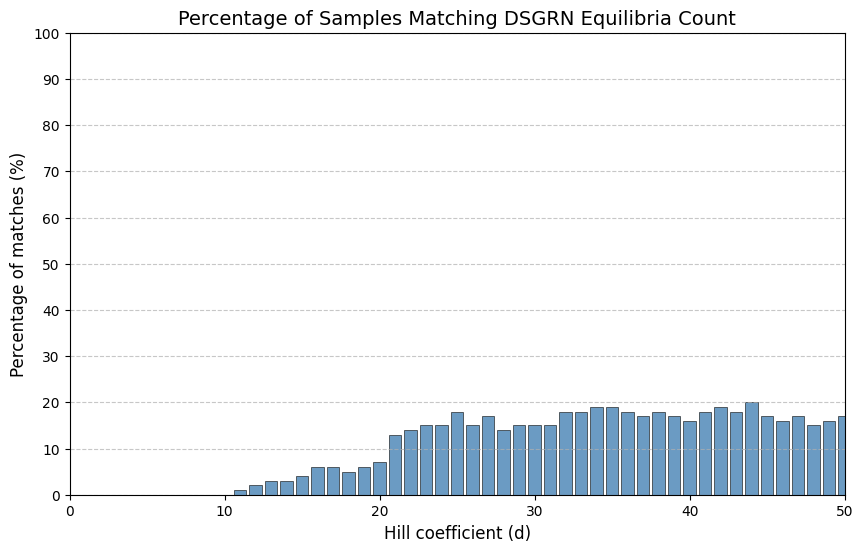 Percentage of Samples Matching DSGRN Equilibria Count
Percentage of matches (%)
100
90
80
70
60
50
40
30
20
10
0
0 10 20 30 40 50
Hill coefficient (d)